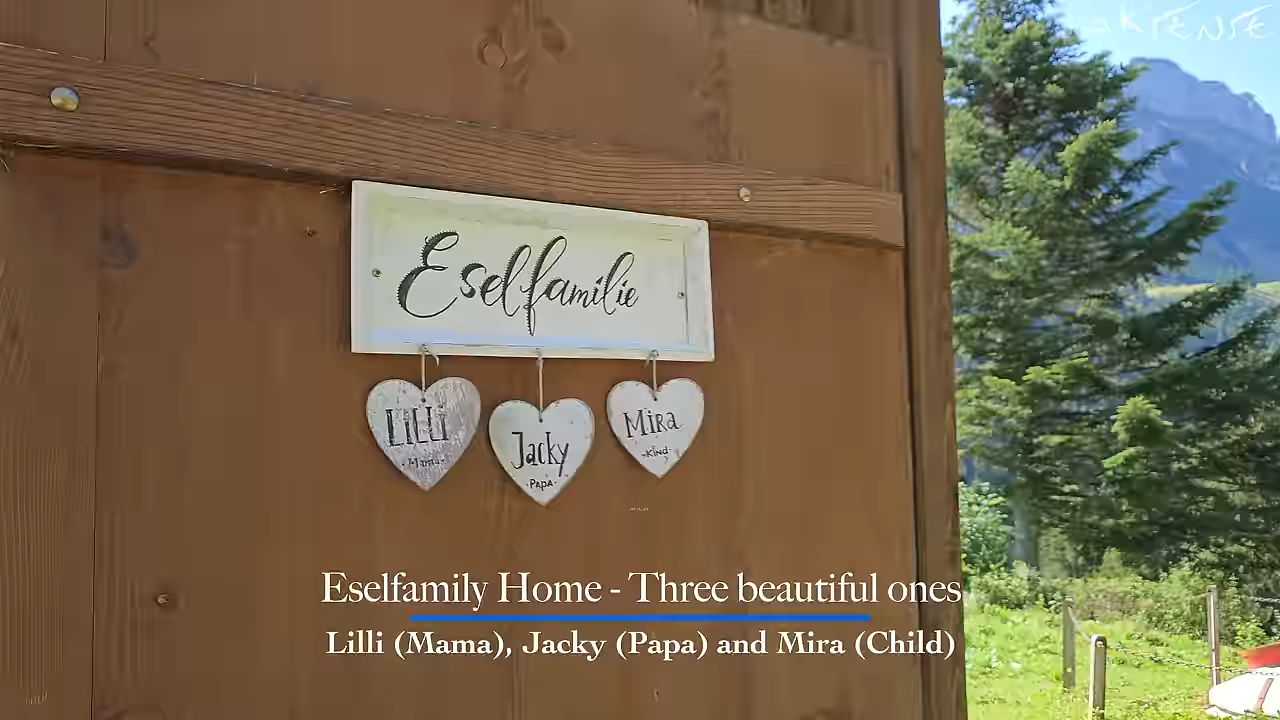 Eselfamilie
Lilli
·Mama·
Jacky
·Papa·
Mira
·Kind·
Eselfamily Home - Three beautiful ones
Lilli (Mama), Jacky (Papa) and Mira (Child)